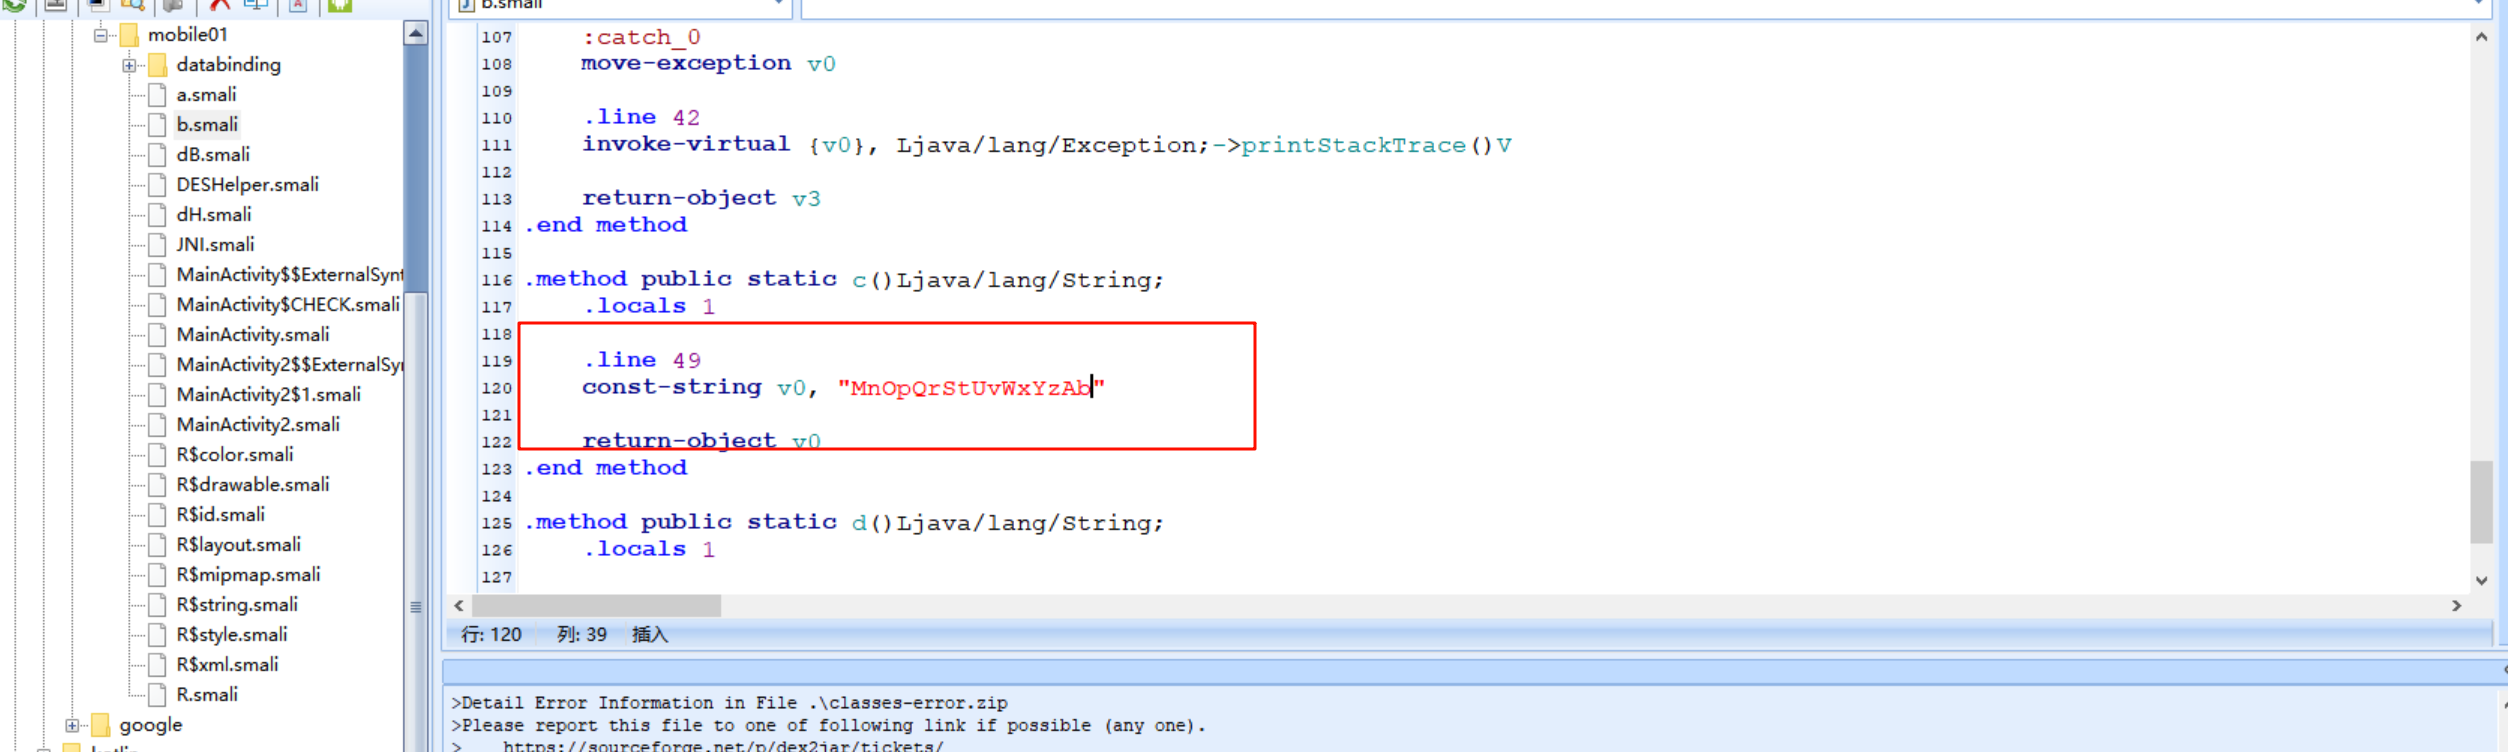 mobile01
databinding
a.smali
b.smali
dB.smali
DESHelper.smali
dH.smali
JNI.smali
MainActivity$$ExternalSynt
MainActivity$CHECK.smali
MainActivity.smali
MainActivity2$$ExternalSy
MainActivity2$1.smali
MainActivity2.smali
R$color.smali
R$drawable.smali
R$id.smali
R$layout.smali
R$mipmap.smali
R$string.smali
R$style.smali
R$xml.smali
R.smali
google
kotlin
b.smali
107 :catch_0
108 move-exception v0
109
110 .line 42
111 invoke-virtual {v0}, Ljava/lang/Exception;->printStackTrace()V
112
113 return-object v3
114 .end method
115
116 .method public static c()Ljava/lang/String;
117 .locals 1
118
119 .line 49
120 const-string v0, "MnOpQrStUvWxYzAb"
121
122 return-object v0
123 .end method
124
125 .method public static d()Ljava/lang/String;
126 .locals 1
127
行: 120 列: 39 插入
>Detail Error Information in File .\classes-error.zip
>Please report this file to one of following link if possible (any one).
> https://sourceforge.net/p/dex2jar/tickets/